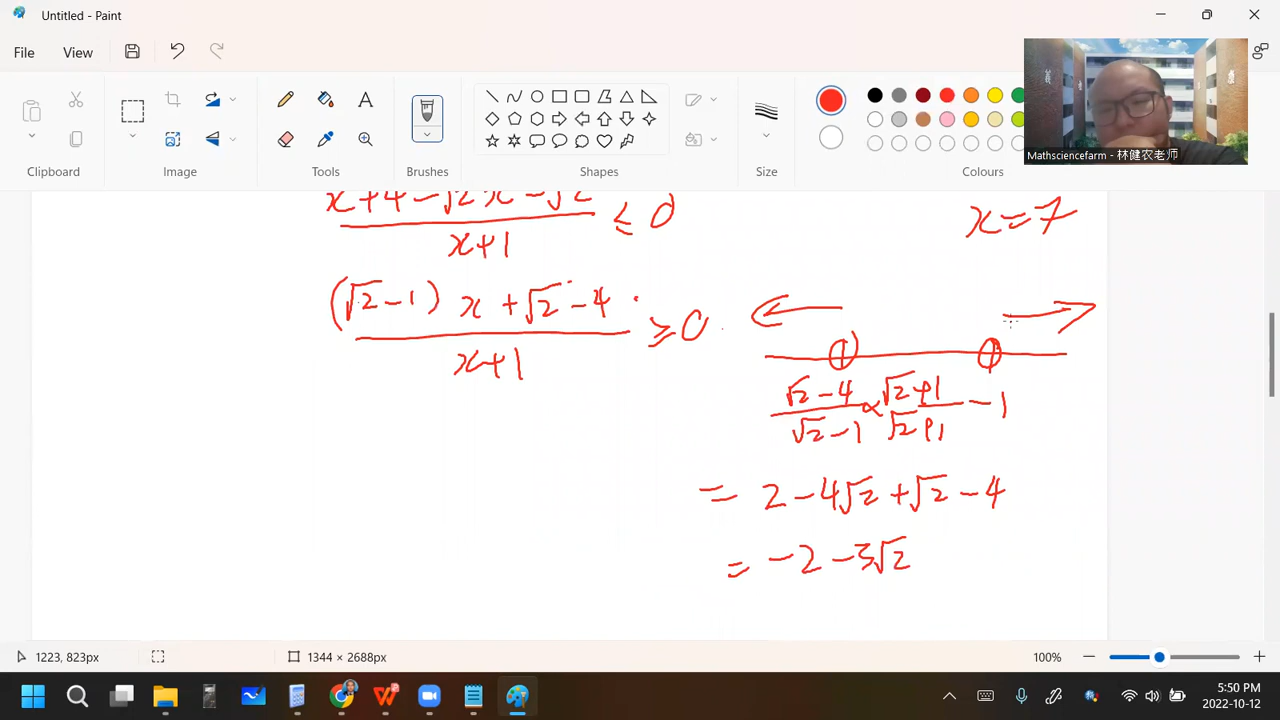 Untitled - Paint
File View
Clipboard
Image
Tools
Brushes
Shapes
Size
Colours
Mathsciencefarm - 林健农老师
x+4-√2x-√2
———
x+1
≤ 0
x=7
(√2-1) x +√2-4
———
x+1
≥0
√2-4 / √2-1 × √2+1 / √2+1
-1
= 2-4√2+√2-4
= -2-3√2
1223, 823px
1344 × 2688px
100%
5:50 PM
2022-10-12